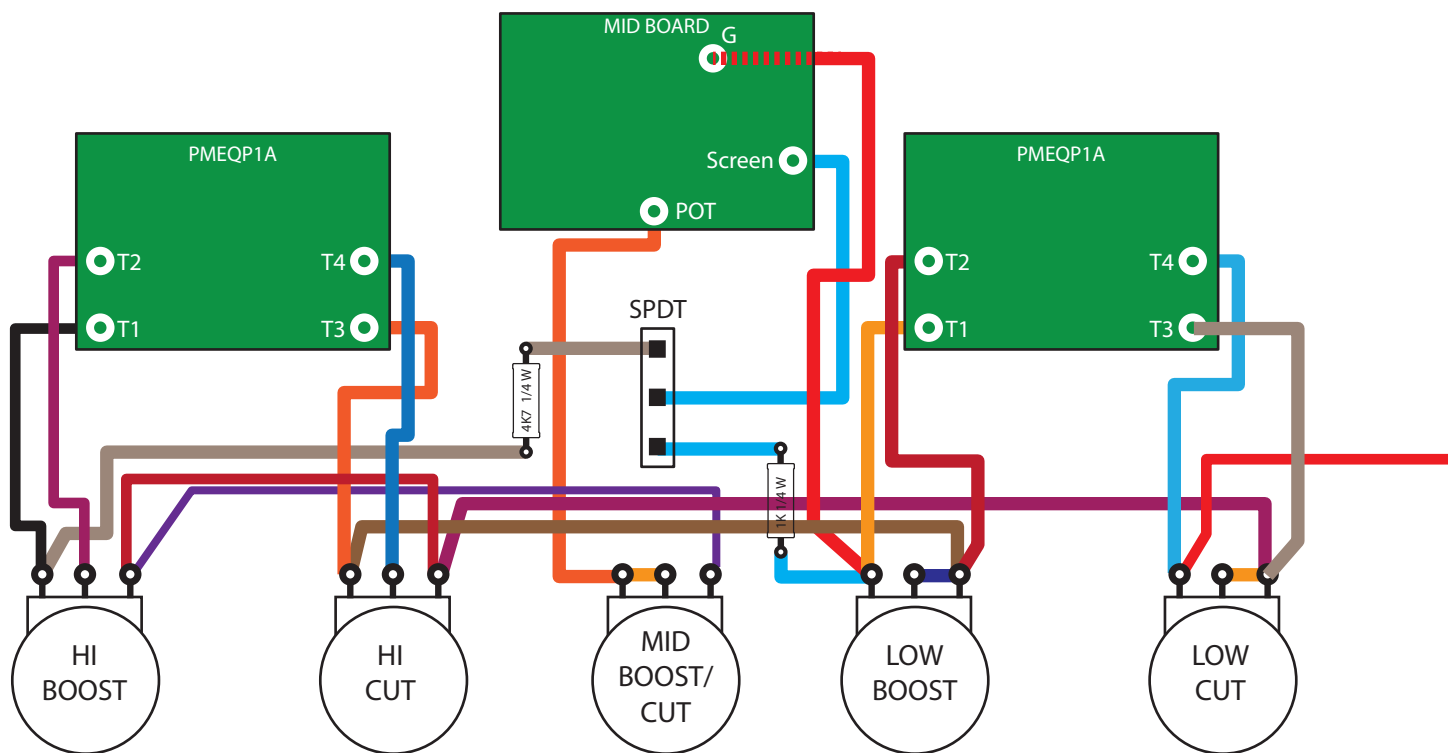 MID BOARD
G
Screen
POT
PMEQP1A
T2
T1
T4
T3
PMEQP1A
T2
T1
T4
T3
SPDT
4K7 1/4 W
1K 1/4 W
HI
BOOST
HI
CUT
MID
BOOST/
CUT
LOW
BOOST
LOW
CUT